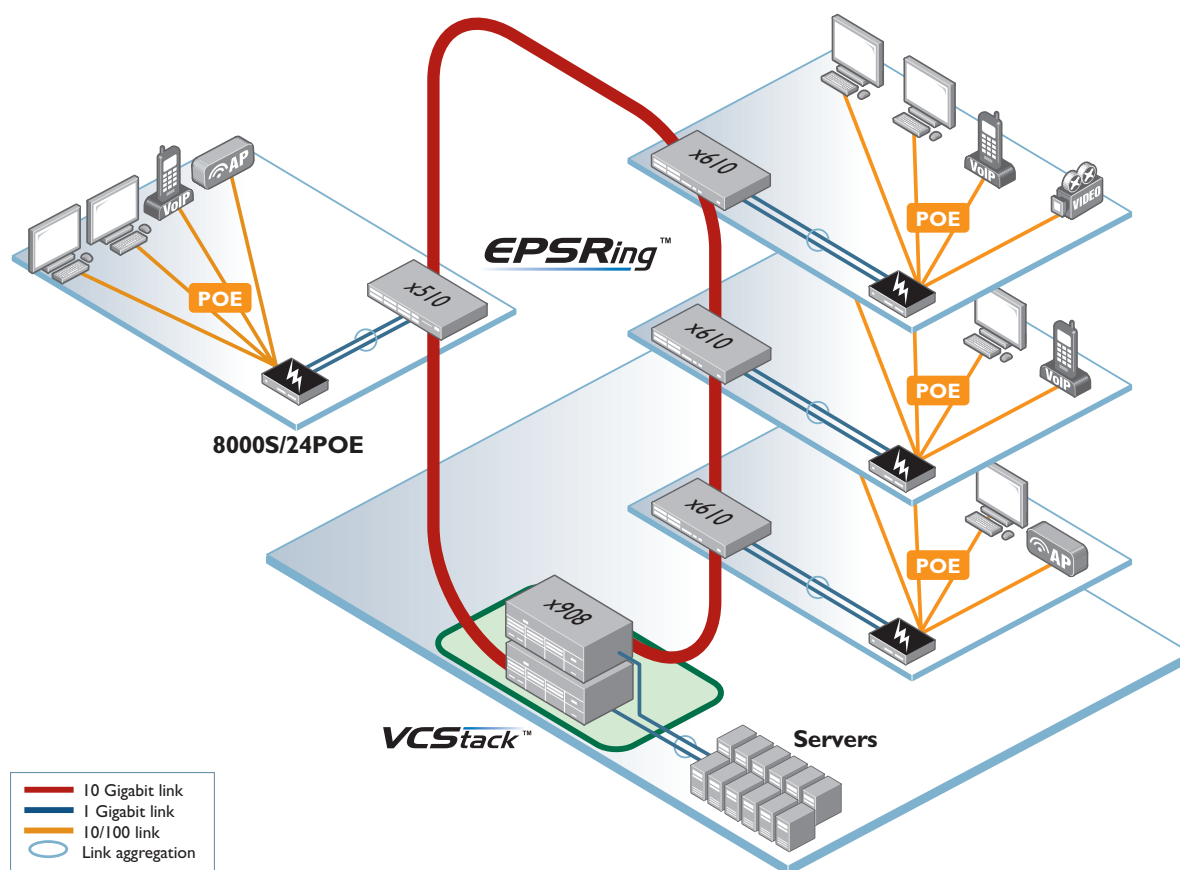 x610
VoIP
VIDEO
POE
AP
VoIP
EPSRing™
x510
POE
x610
POE
VoIP
8000S/24POE
x610
POE
AP
x908
VCStack™
Servers
10 Gigabit link
1 Gigabit link
10/100 link
Link aggregation